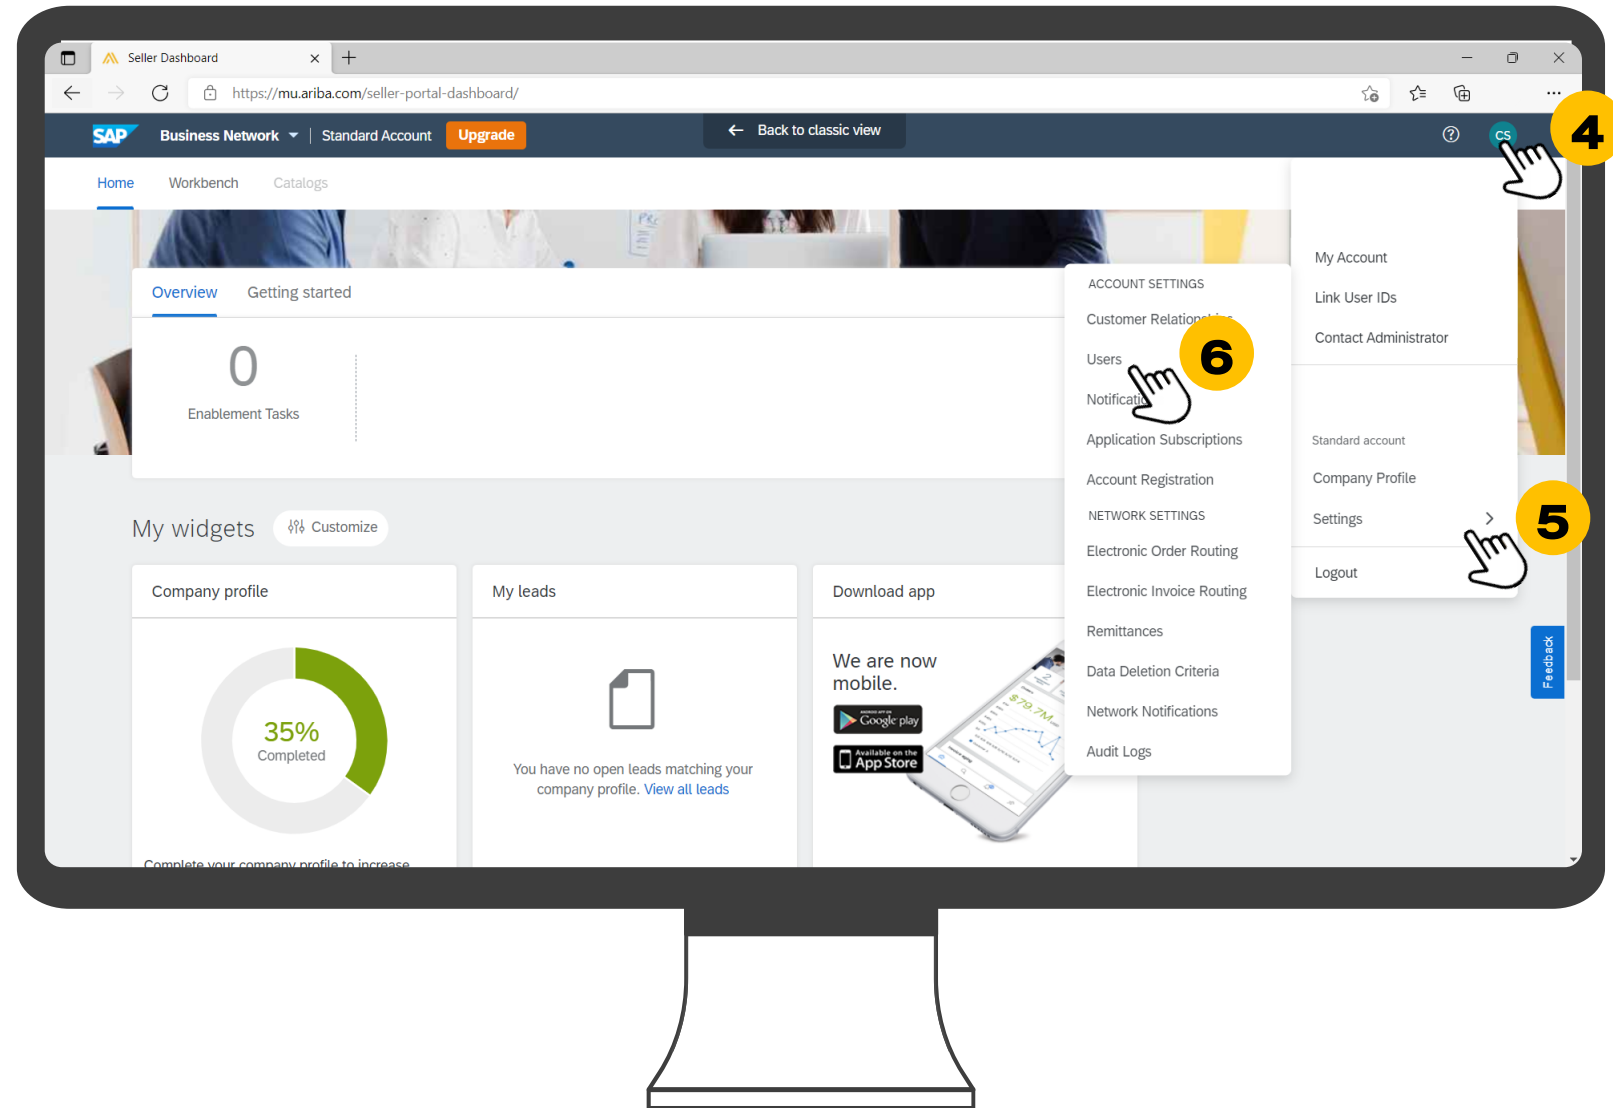 Seller Dashboard
https://mu.ariba.com/seller-portal-dashboard/
SAP Business Network | Standard Account Upgrade
Back to classic view
CS
4
Home Workbench Catalogs
My Account
Link User IDs
Contact Administrator
Standard account
Company Profile
Settings
5
Logout
ACCOUNT SETTINGS
Customer
Users
6
Application Subscriptions
Account Registration
NETWORK SETTINGS
Electronic Order Routing
Electronic Invoice Routing
Remittances
Data Deletion Criteria
Network Notifications
Audit Logs
Overview Getting started
0
Enablement Tasks
My widgets Customize
Company profile
35%
Completed
Complete your company profile to increase
My leads
You have no open leads matching your
company profile. View all leads
Download app
We are now
mobile.
ANDROID APP ON
Google play
Available on the
App Store
$79.7M
Feedback